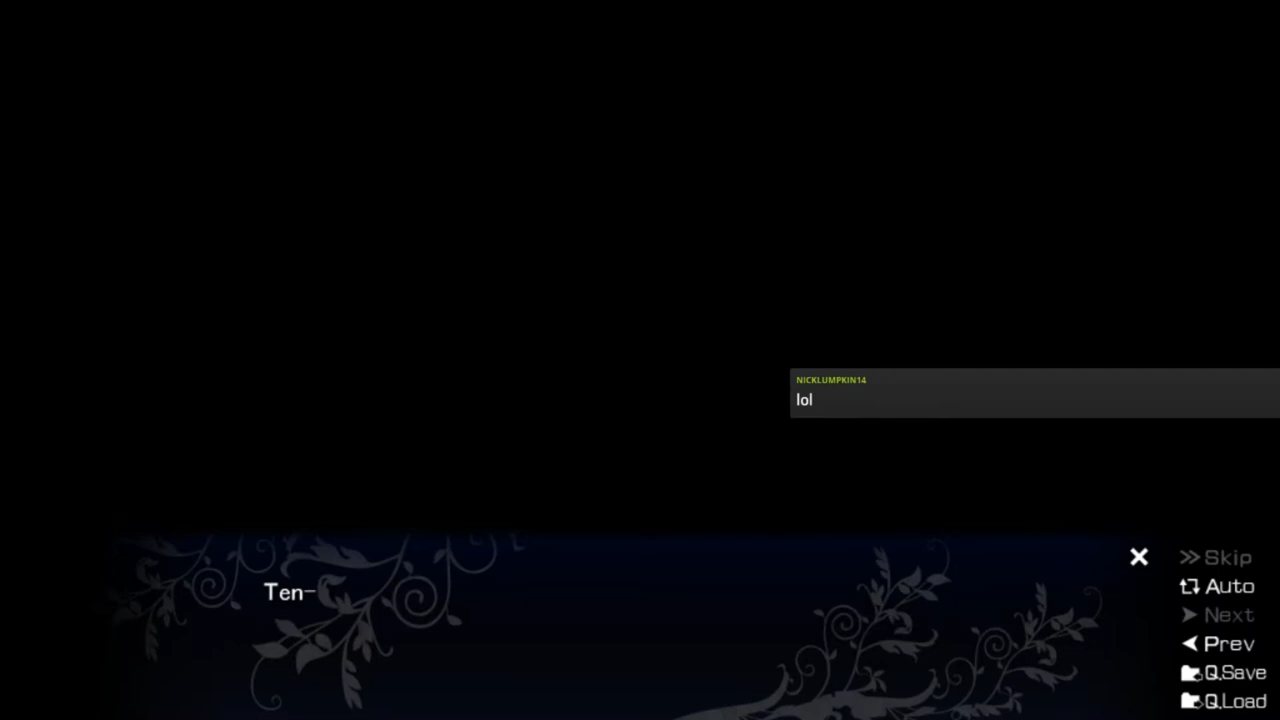 NICKLUMPKIN14
lol
Ten—
Skip
Auto
Next
Prev
Q.Save
Q.Load